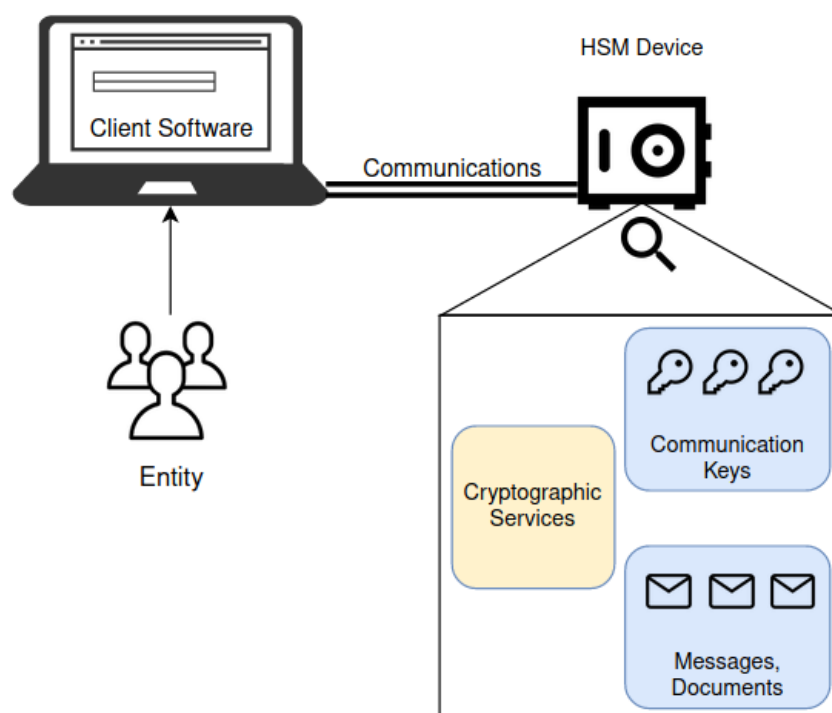 HSM Device
Client Software
Communications
Entity
Communication
Keys
Cryptographic
Services
Messages,
Documents